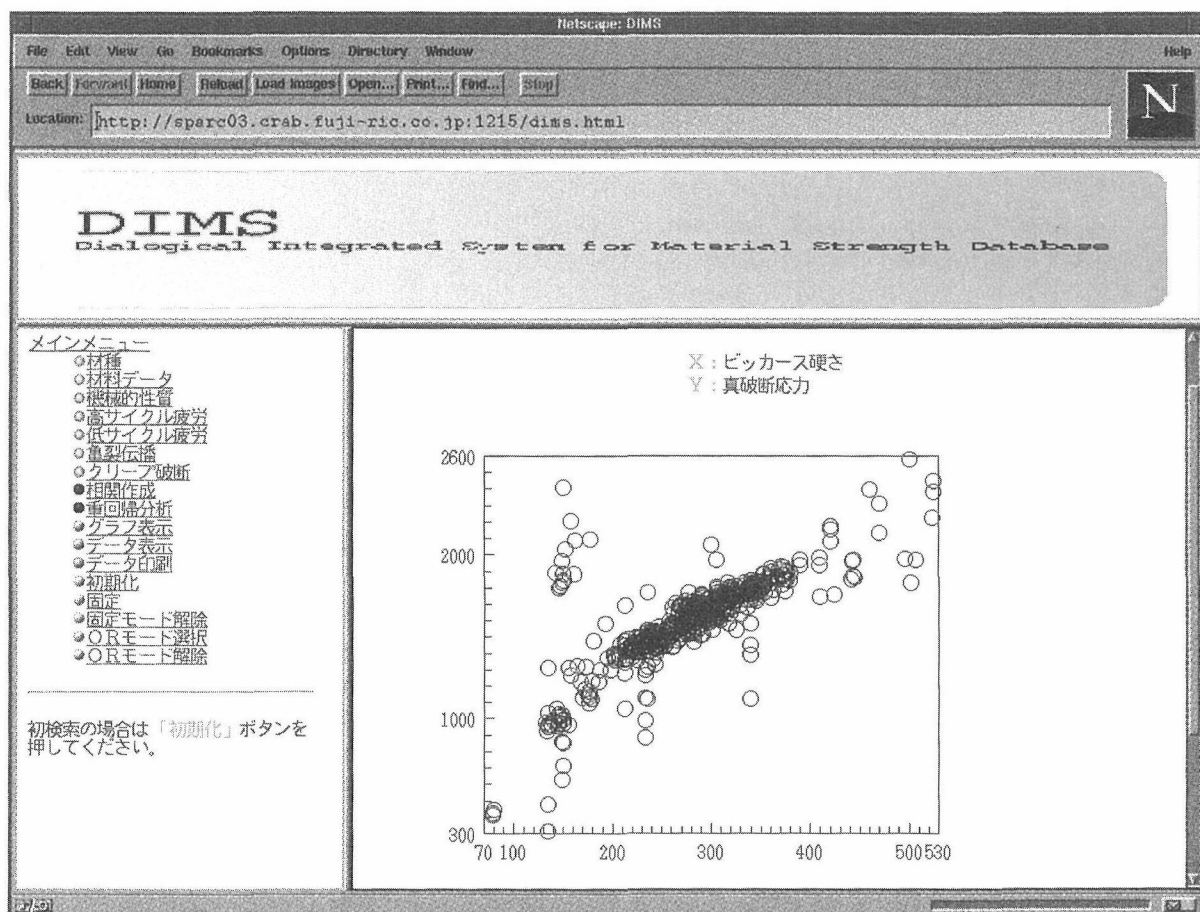 Netscape: DIMS
File Edit View Go Bookmarks Options Directory Window Help
Back Forward Home Reload Load Images Open... Print... Find... Stop
N
Location: http://sparc03.crab.fuji-ric.co.jp:1215/dims.html
DIMS
Dialogical Integrated System for Material Strength Database
メインメニュー
材種
材料データ
機械的性質
高サイクル疲労
低サイクル疲労
亀裂伝播
クリープ破断
相関作成
重回帰分析
グラフ表示
データ表示
データ印刷
初期化
固定
固定モード解除
ORモード選択
ORモード解除
初検索の場合は「初期化」ボタンを
押してください。
X:ビッカース硬さ
Y:真破断応力
2600
2000
1000
300
70 100 200 300 400 500 530